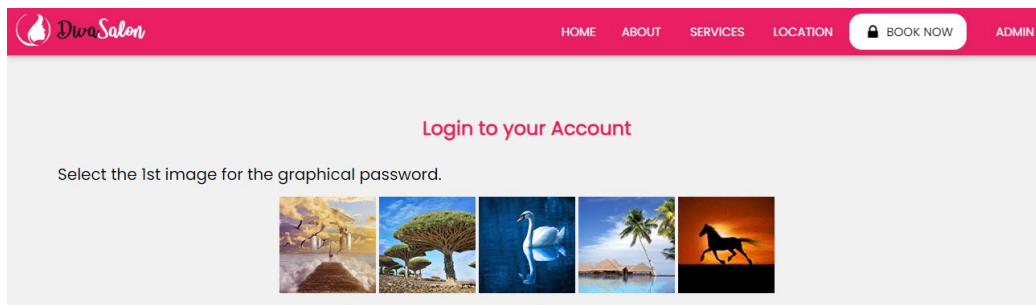 DivaSalon HOME ABOUT SERVICES LOCATION BOOK NOW ADMIN
Login to your Account
Select the 1st image for the graphical password.